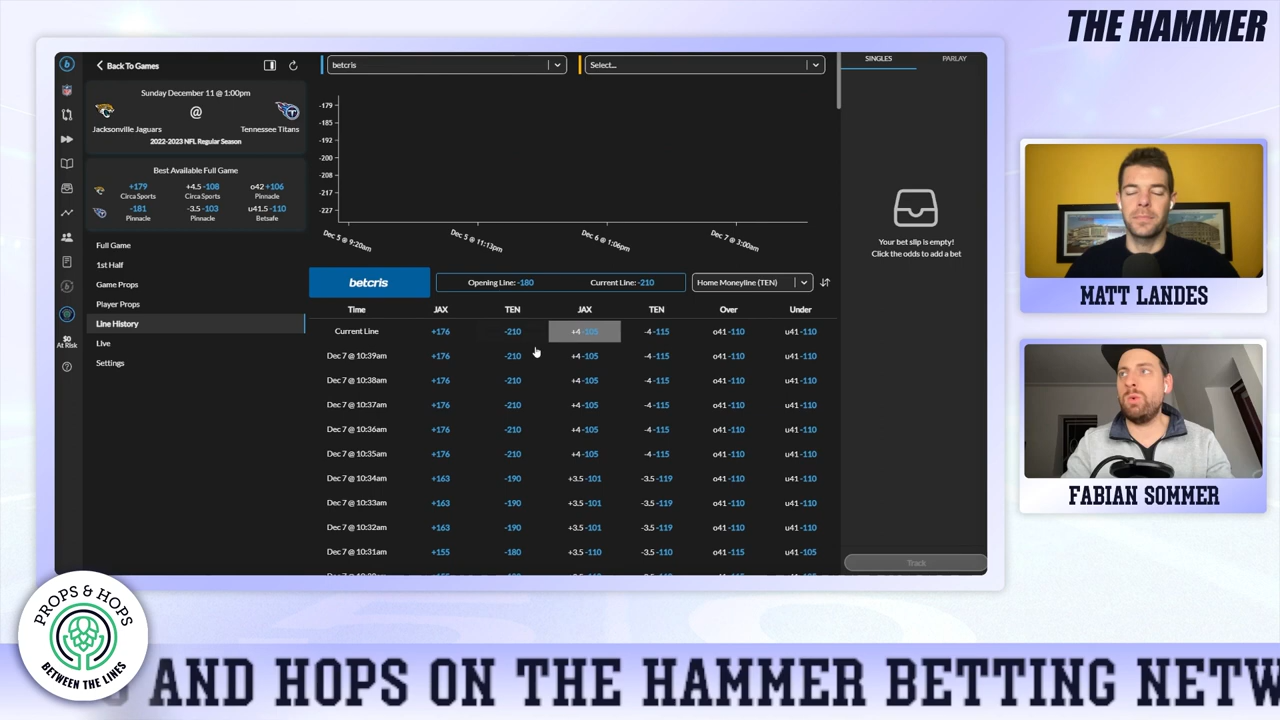 THE HAMMER
Back To Games
Sunday December 11 @ 1:00pm
@
Jacksonville Jaguars
Tennessee Titans
2022-2023 NFL Regular Season
Best Available Full Game
+179 +4.5 -108 o42 +106
Circa Sports Circa Sports Pinnacle
-181 -3.5 -103 u41.5 -110
Pinnacle Pinnacle Betsafe
Full Game
1st Half
Game Props
Player Props
Line History
Live
Settings
$0
At Risk
betcris
Select...
-179
-185
-192
-200
-208
-217
-227
Dec 5 @ 9:20am
Dec 5 @ 11:13pm
Dec 6 @ 1:06pm
Dec 7 @ 3:00am
betcris
Opening Line: -180 Current Line: -210
Home Moneyline (TEN)
Time JAX TEN JAX TEN Over Under
Current Line +176 -210 +4 -105 -4 -115 o41 -110 u41 -110
Dec 7 @ 10:39am +176 -210 +4 -105 -4 -115 o41 -110 u41 -110
Dec 7 @ 10:38am +176 -210 +4 -105 -4 -115 o41 -110 u41 -110
Dec 7 @ 10:37am +176 -210 +4 -105 -4 -115 o41 -110 u41 -110
Dec 7 @ 10:36am +176 -210 +4 -105 -4 -115 o41 -110 u41 -110
Dec 7 @ 10:35am +176 -210 +4 -105 -4 -115 o41 -110 u41 -110
Dec 7 @ 10:34am +163 -190 +3.5 -101 -3.5 -119 o41 -110 u41 -110
Dec 7 @ 10:33am +163 -190 +3.5 -101 -3.5 -119 o41 -110 u41 -110
Dec 7 @ 10:32am +163 -190 +3.5 -101 -3.5 -119 o41 -110 u41 -110
Dec 7 @ 10:31am +155 -180 +3.5 -110 -3.5 -110 o41 -115 u41 -105
SINGLES PARLAY
Your bet slip is empty!
Click the odds to add a bet
Track
MATT LANDES
FABIAN SOMMER
PROPS & HOPS
BETWEEN THE LINES
AND HOPS ON THE HAMMER BETTING NETW